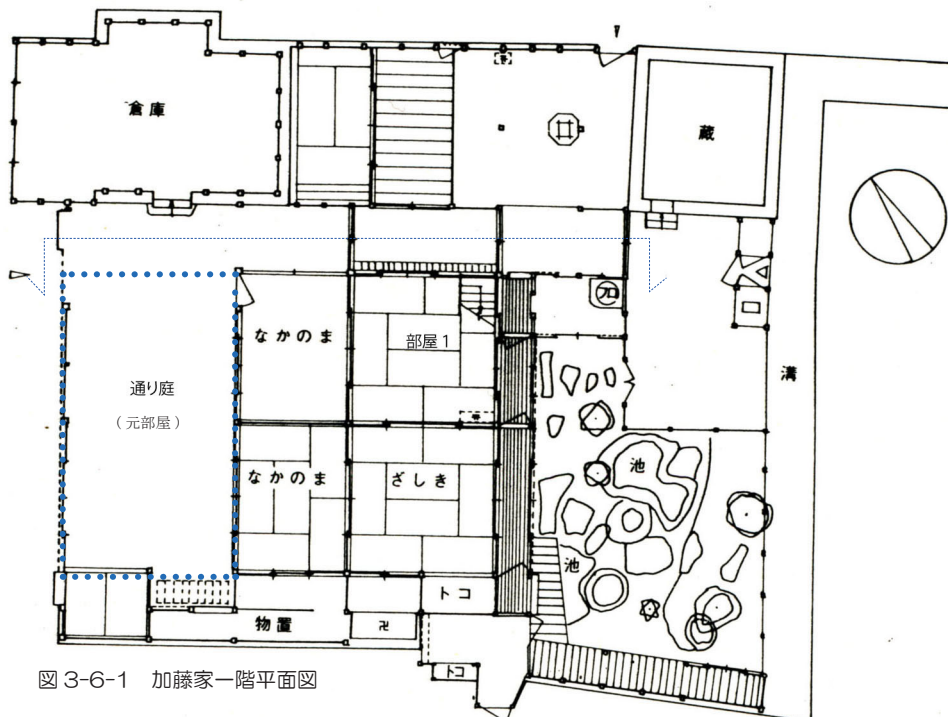 倉庫
蔵
フロ
なかのま
部屋1
溝
通り庭
(元部屋)
池
なかのま
ざしき
池
トコ
物置
卍
トコ
図 3-6-1 加藤家一階平面図